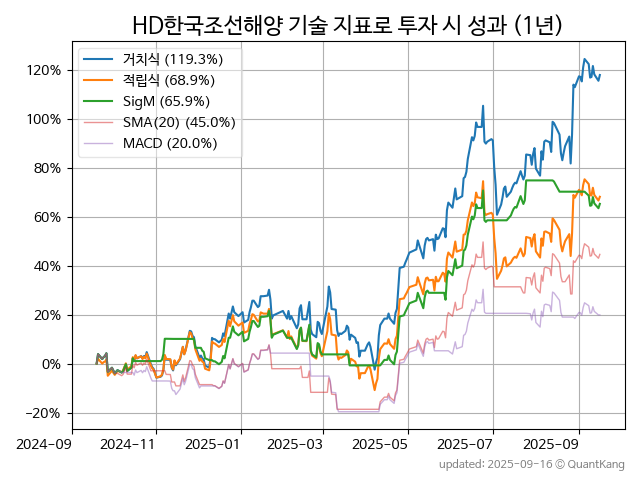 HD한국조선해양 기술 지표로 투자 시 성과 (1년)
거치식 (119.3%)
적립식 (68.9%)
SigM (65.9%)
SMA(20) (45.0%)
MACD (20.0%)
120%
100%
80%
60%
40%
20%
0%
−20%
2024-09 2024-11 2025-01 2025-03 2025-05 2025-07 2025-09
updated: 2025-09-16 © QuantKang